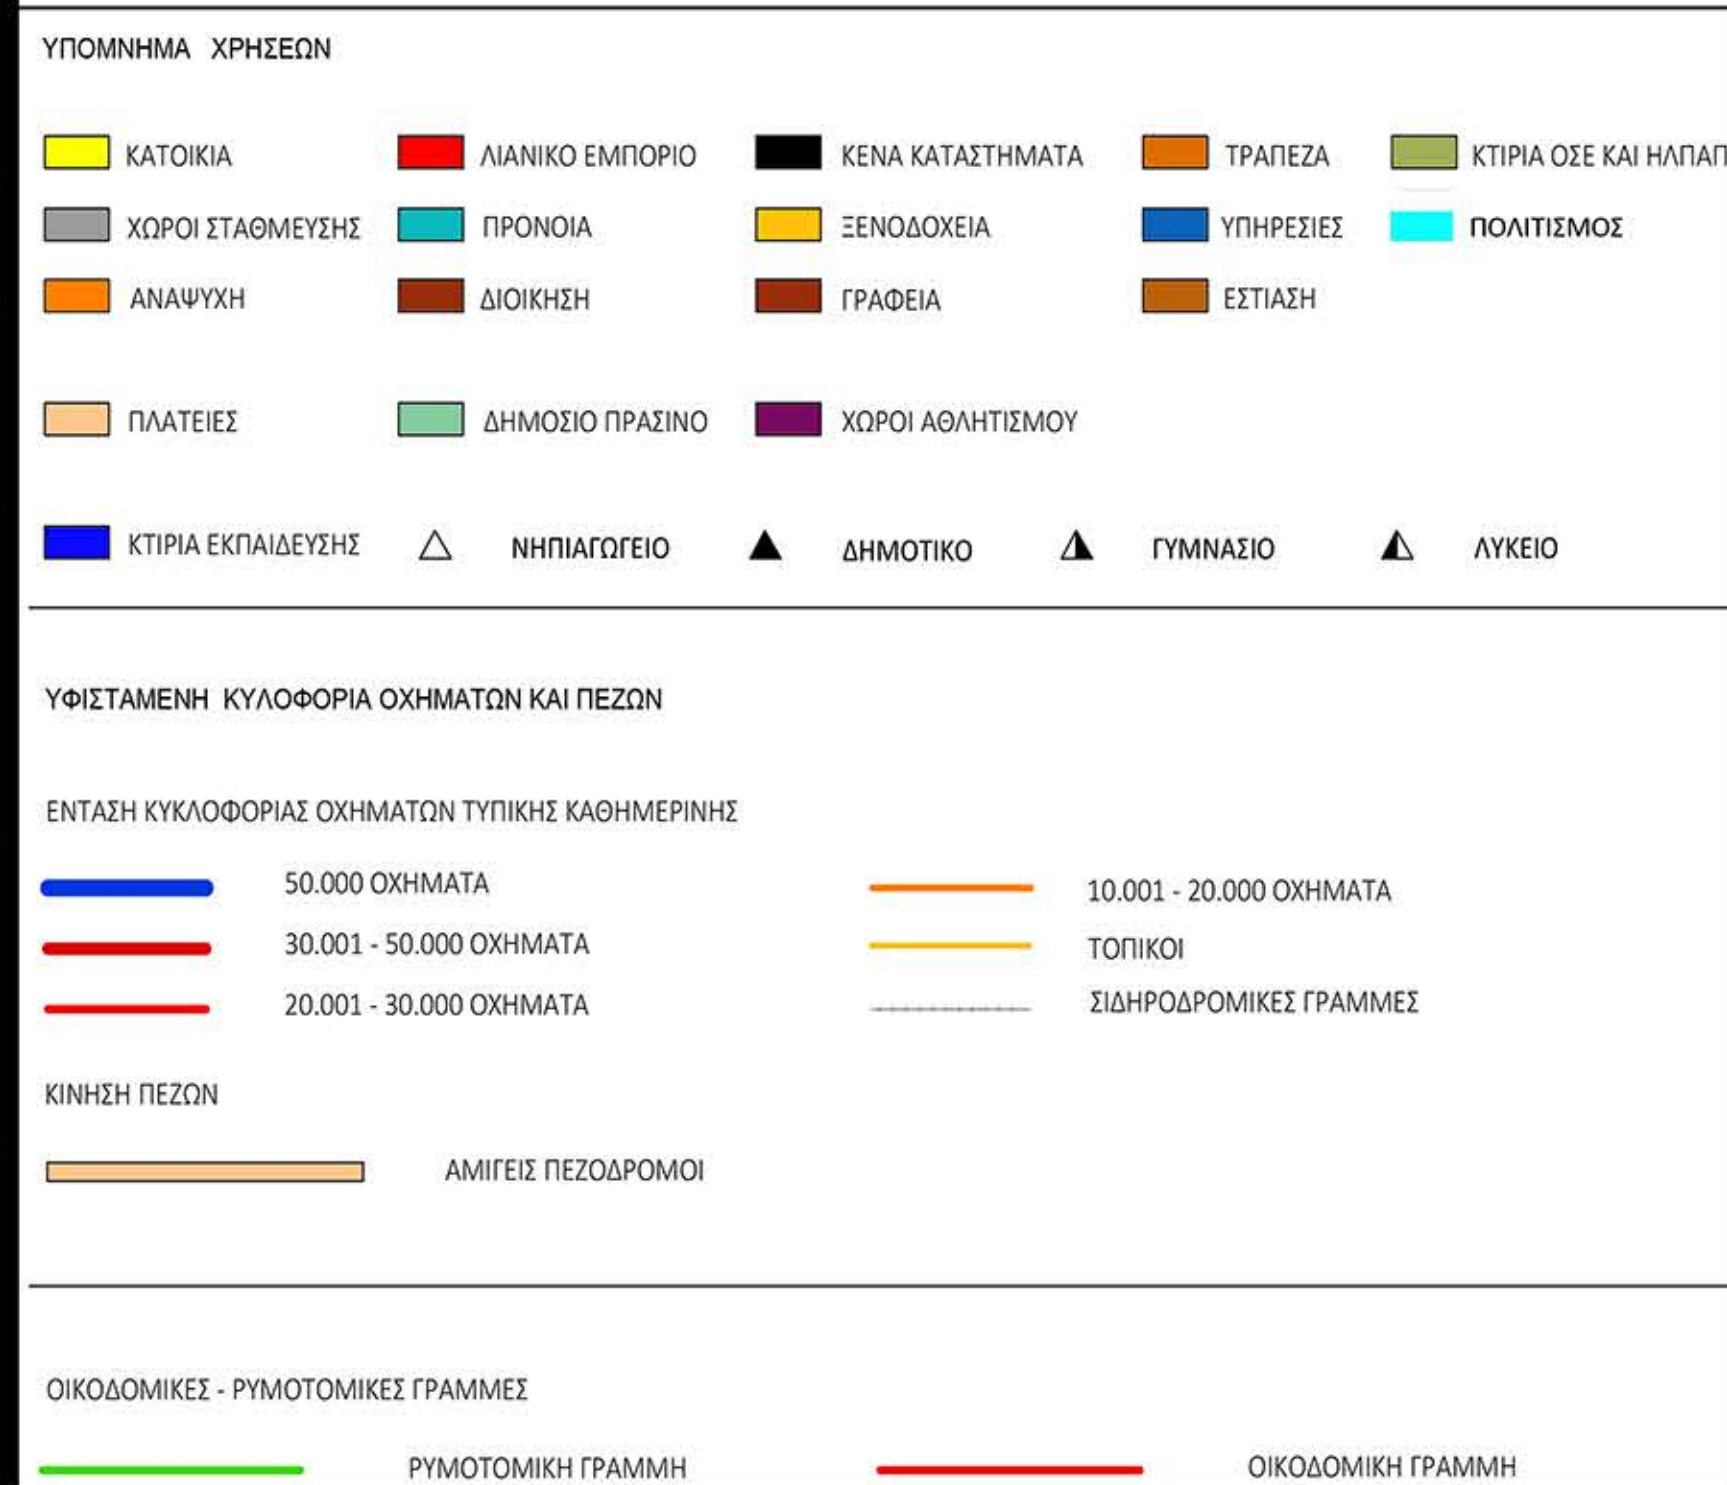 ΥΠΟΜΝΗΜΑ ΧΡΗΣΕΩΝ
ΚΑΤΟΙΚΙΑ ΛΙΑΝΙΚΟ ΕΜΠΟΡΙΟ ΚΕΝΑ ΚΑΤΑΣΤΗΜΑΤΑ ΤΡΑΠΕΖΑ ΚΤΙΡΙΑ ΟΣΕ ΚΑΙ ΗΛΠΑΠ
ΧΩΡΟΙ ΣΤΑΘΜΕΥΣΗΣ ΠΡΟΝΟΙΑ ΞΕΝΟΔΟΧΕΙΑ ΥΠΗΡΕΣΙΕΣ ΠΟΛΙΤΙΣΜΟΣ
ΑΝΑΨΥΧΗ ΔΙΟΙΚΗΣΗ ΓΡΑΦΕΙΑ ΕΣΤΙΑΣΗ
ΠΛΑΤΕΙΕΣ ΔΗΜΟΣΙΟ ΠΡΑΣΙΝΟ ΧΩΡΟΙ ΑΘΛΗΤΙΣΜΟΥ
ΚΤΙΡΙΑ ΕΚΠΑΙΔΕΥΣΗΣ ΝΗΠΙΑΓΩΓΕΙΟ ΔΗΜΟΤΙΚΟ ΓΥΜΝΑΣΙΟ ΛΥΚΕΙΟ
ΥΦΙΣΤΑΜΕΝΗ ΚΥΛΟΦΟΡΙΑ ΟΧΗΜΑΤΩΝ ΚΑΙ ΠΕΖΩΝ
ΕΝΤΑΣΗ ΚΥΚΛΟΦΟΡΙΑΣ ΟΧΗΜΑΤΩΝ ΤΥΠΙΚΗΣ ΚΑΘΗΜΕΡΙΝΗΣ
50.000 ΟΧΗΜΑΤΑ 10.001 - 20.000 ΟΧΗΜΑΤΑ
30.001 - 50.000 ΟΧΗΜΑΤΑ ΤΟΠΙΚΟΙ
20.001 - 30.000 ΟΧΗΜΑΤΑ ΣΙΔΗΡΟΔΡΟΜΙΚΕΣ ΓΡΑΜΜΕΣ
ΚΙΝΗΣΗ ΠΕΖΩΝ
ΑΜΙΓΕΙΣ ΠΕΖΟΔΡΟΜΟΙ
ΟΙΚΟΔΟΜΙΚΕΣ - ΡΥΜΟΤΟΜΙΚΕΣ ΓΡΑΜΜΕΣ
ΡΥΜΟΤΟΜΙΚΗ ΓΡΑΜΜΗ ΟΙΚΟΔΟΜΙΚΗ ΓΡΑΜΜΗ